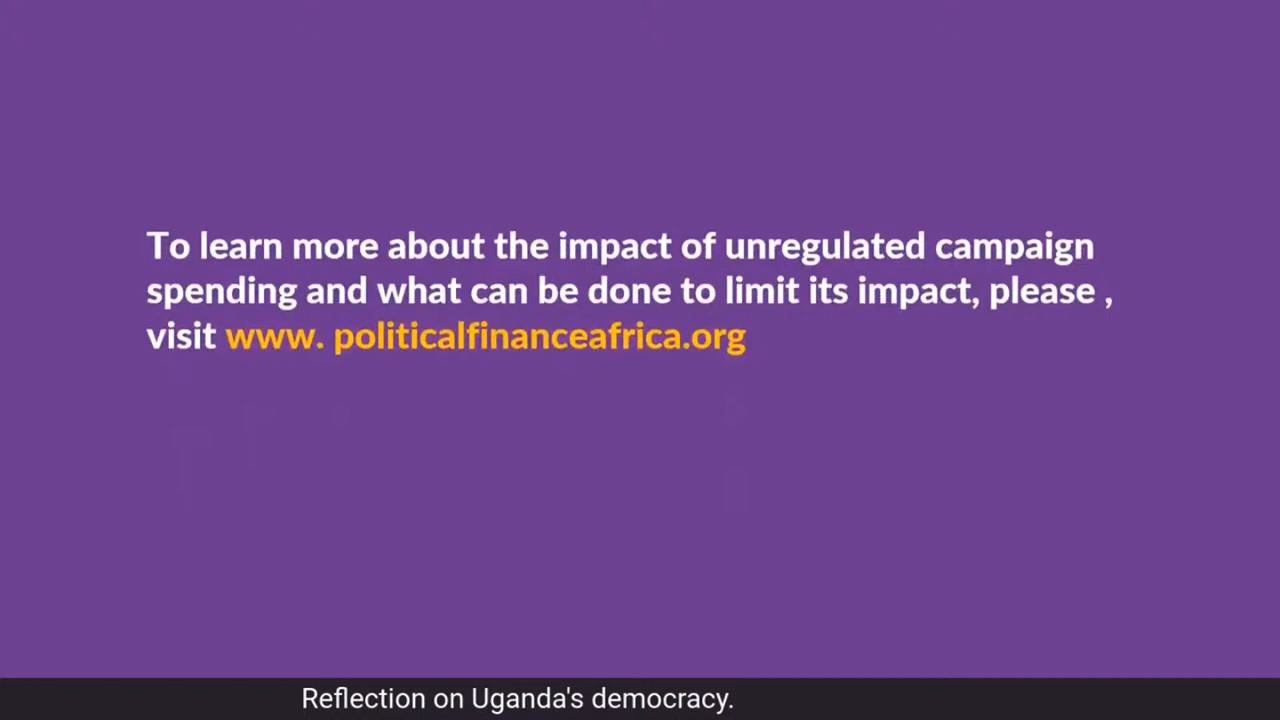 To learn more about the impact of unregulated campaign
spending and what can be done to limit its impact, please ,
visit www. politicalfinanceafrica.org
Reflection on Uganda's democracy.